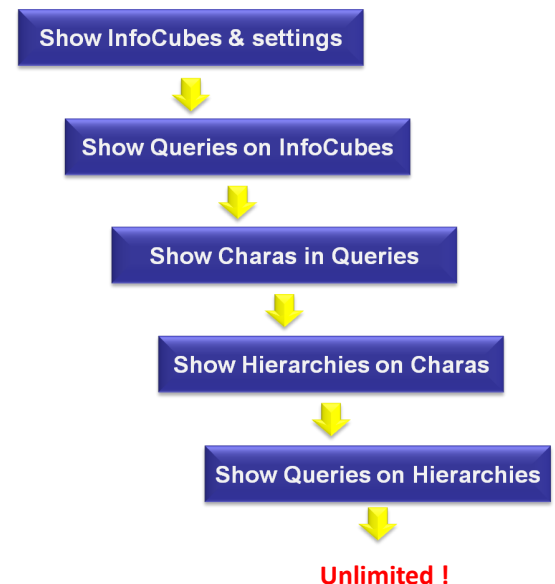 Show InfoCubes & settings
Show Queries on InfoCubes
Show Charas in Queries
Show Hierarchies on Charas
Show Queries on Hierarchies
Unlimited !